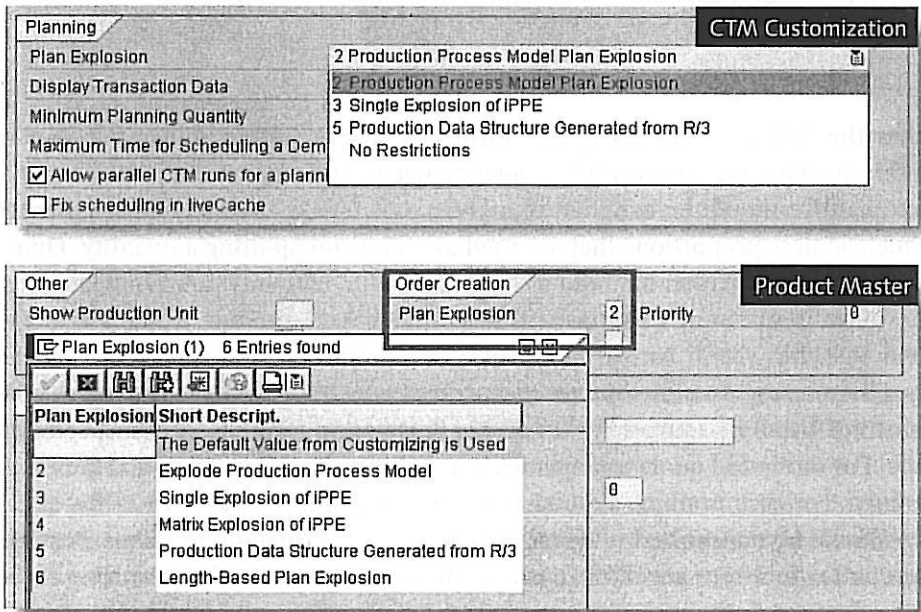 Planning
CTM Customization
Plan Explosion 2 Production Process Model Plan Explosion
Display Transaction Data 2 Production Process Model Plan Explosion
Minimum Planning Quantity 3 Single Explosion of iPPE
Maximum Time for Scheduling a Dem 5 Production Data Structure Generated from R/3
No Restrictions
Allow parallel CTM runs for a plann
Fix scheduling in liveCache
Other
Order Creation
Product Master
Show Production Unit
Plan Explosion 2 Priority 0
Plan Explosion (1) 6 Entries found
Plan Explosion Short Descript.
The Default Value from Customizing is Used
2 Explode Production Process Model
3 Single Explosion of iPPE
0
4 Matrix Explosion of iPPE
5 Production Data Structure Generated from R/3
6 Length-Based Plan Explosion